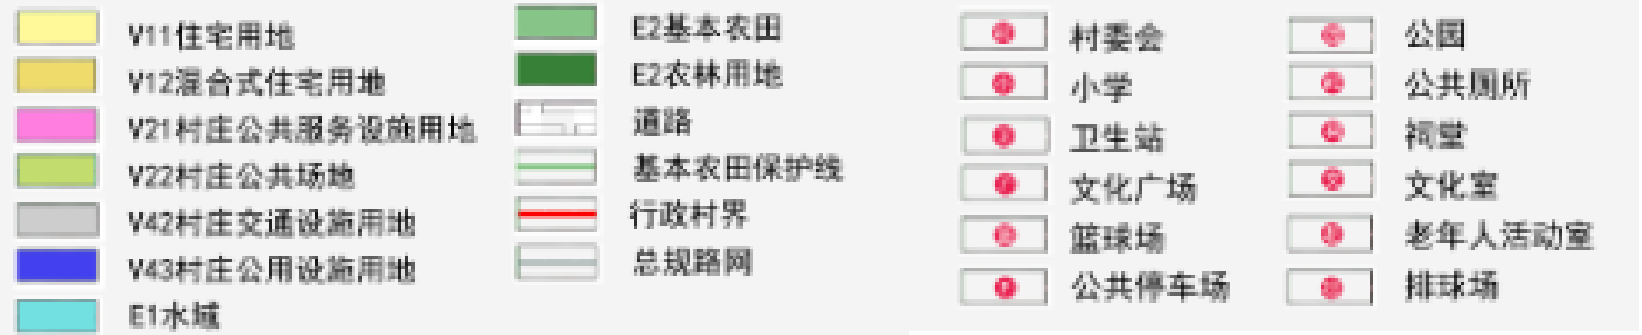 V11住宅用地
V12混合式住宅用地
V21村庄公共服务设施用地
V22村庄公共场地
V42村庄交通设施用地
V43村庄公用设施用地
E1水域
E2基本农田
E2农林用地
道路
基本农田保护线
行政村界
总规路网
村委会
小学
卫生站
文化广场
篮球场
公共停车场
公园
公共厕所
祠堂
文化室
老年人活动室
排球场